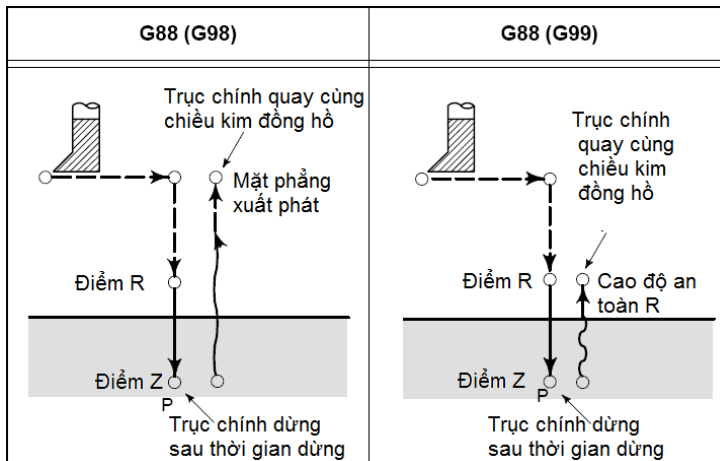 G88 (G98)
G88 (G99)
Trục chính quay cùng
chiều kim đồng hồ
Mặt phẳng
xuất phát
Điểm R
Điểm Z
P
Trục chính dừng
sau thời gian dừng
Trục chính
quay cùng
chiều kim
đồng hồ
Điểm R
Cao độ an
toàn R
Điểm Z
P
Trục chính dừng
sau thời gian dừng